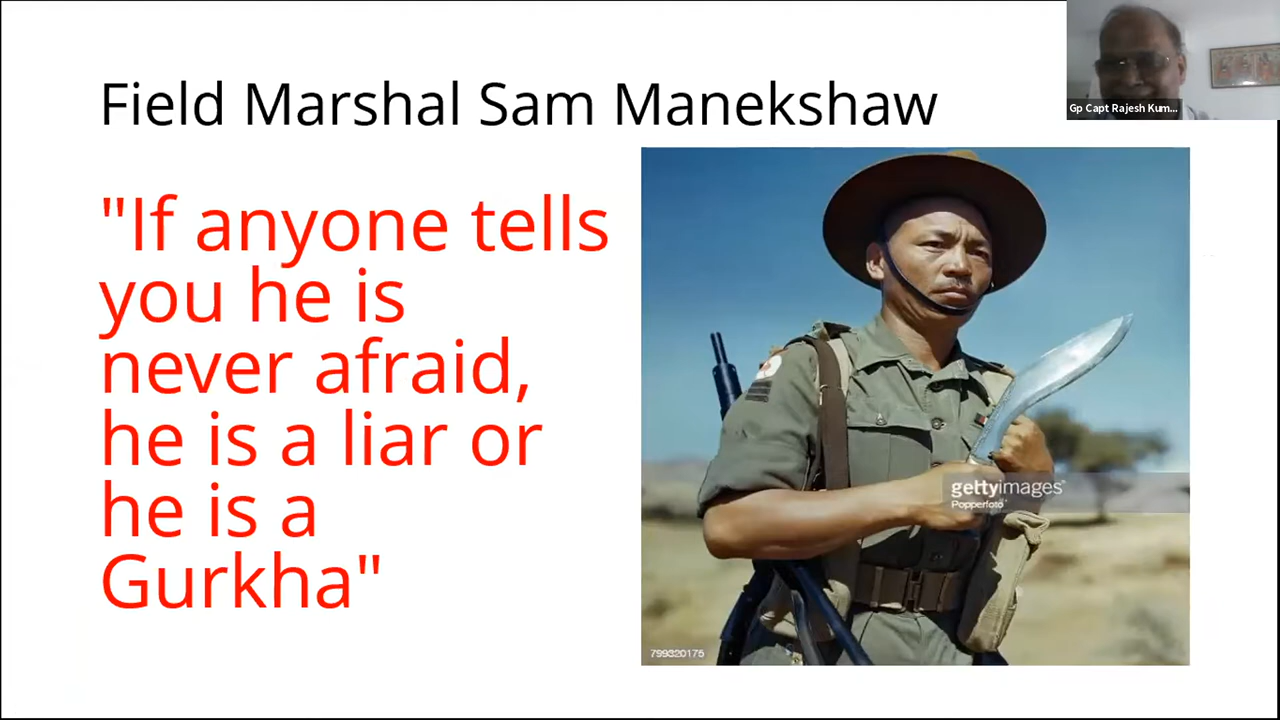 Field Marshal Sam Manekshaw
Gp Capt Rajesh Kum...
"If anyone tells
you he is
never afraid,
he is a liar or
he is a
Gurkha"
gettyimages®
Popperfoto
799320175